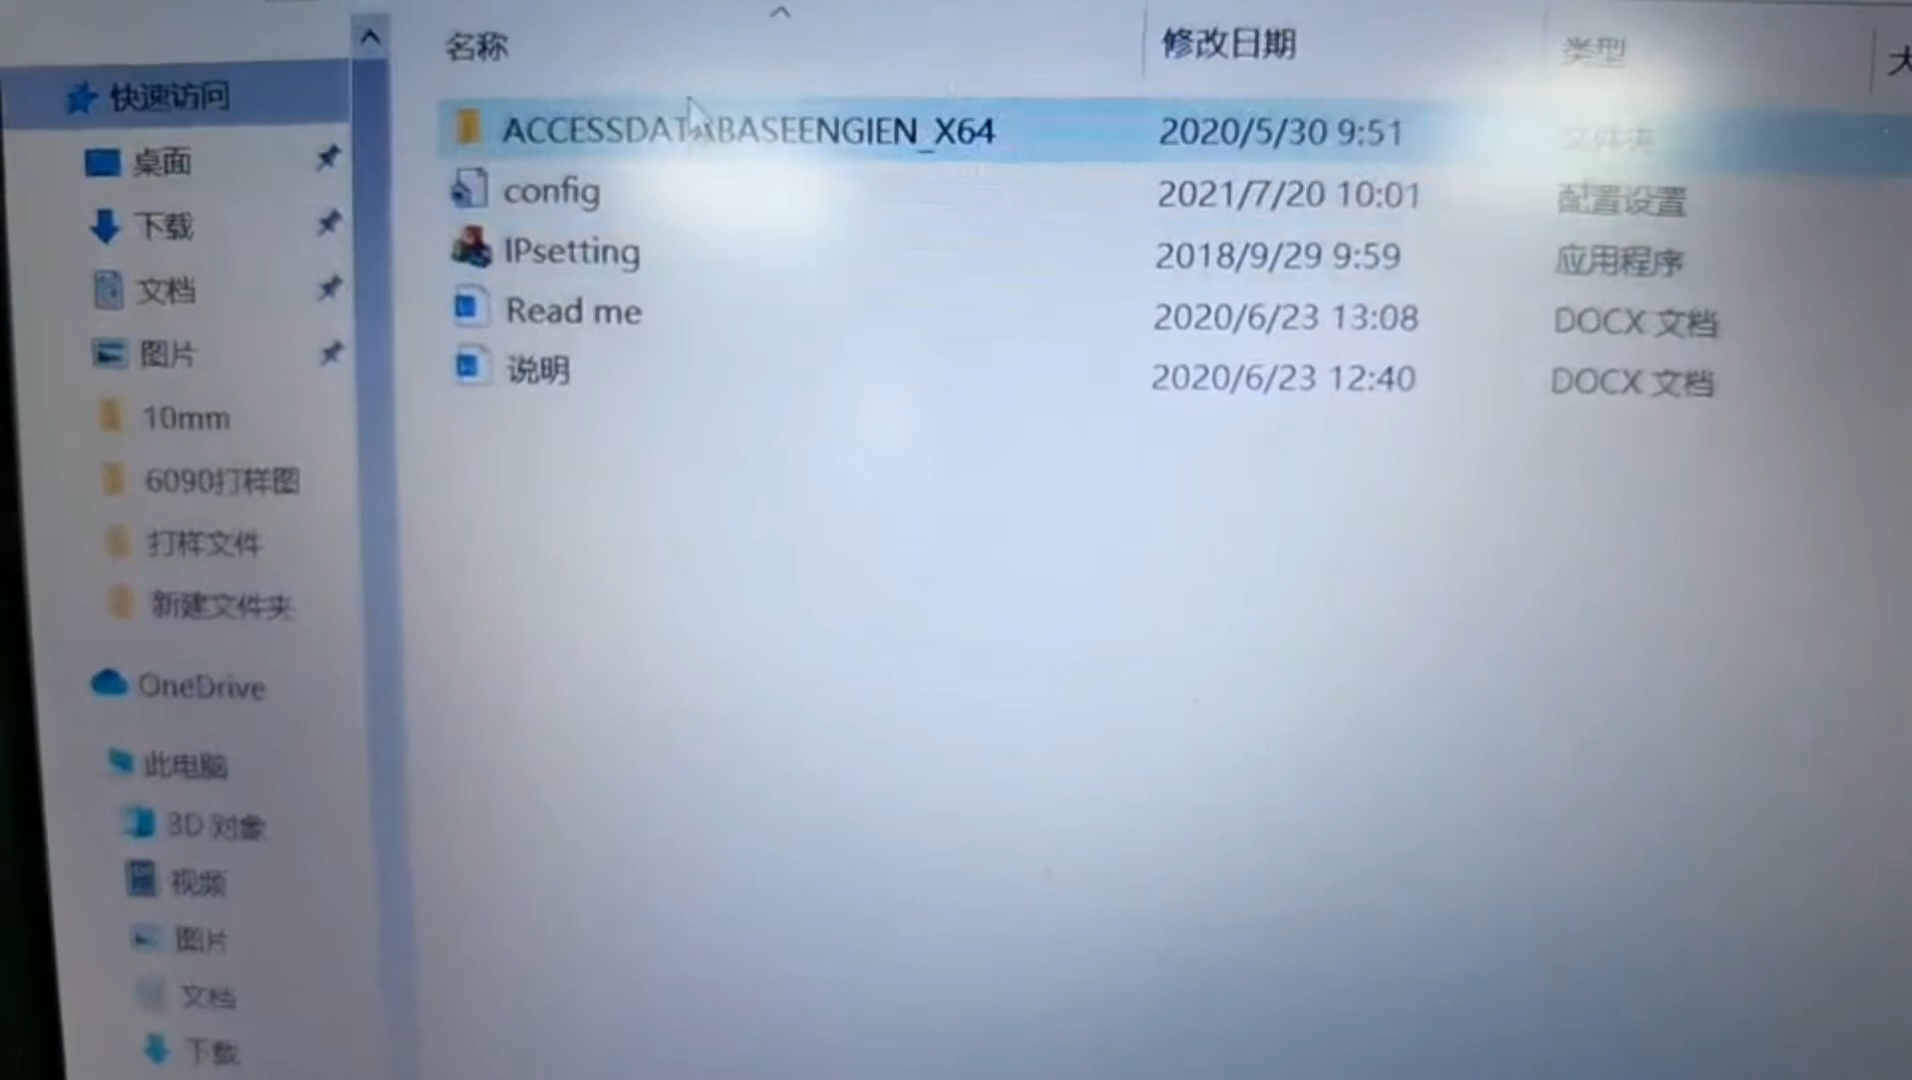 名称 修改日期 类型 大
快速访问
ACCESSDATABASEENGIEN_X64 2020/5/30 9:51 文件夹
桌面
config 2021/7/20 10:01 配置设置
下载
IPsetting 2018/9/29 9:59 应用程序
文档
Read me 2020/6/23 13:08 DOCX 文档
图片
说明 2020/6/23 12:40 DOCX 文档
10mm
6090打样图
打样文件
新建文件夹
OneDrive
此电脑
3D 对象
视频
图片
文档
下载